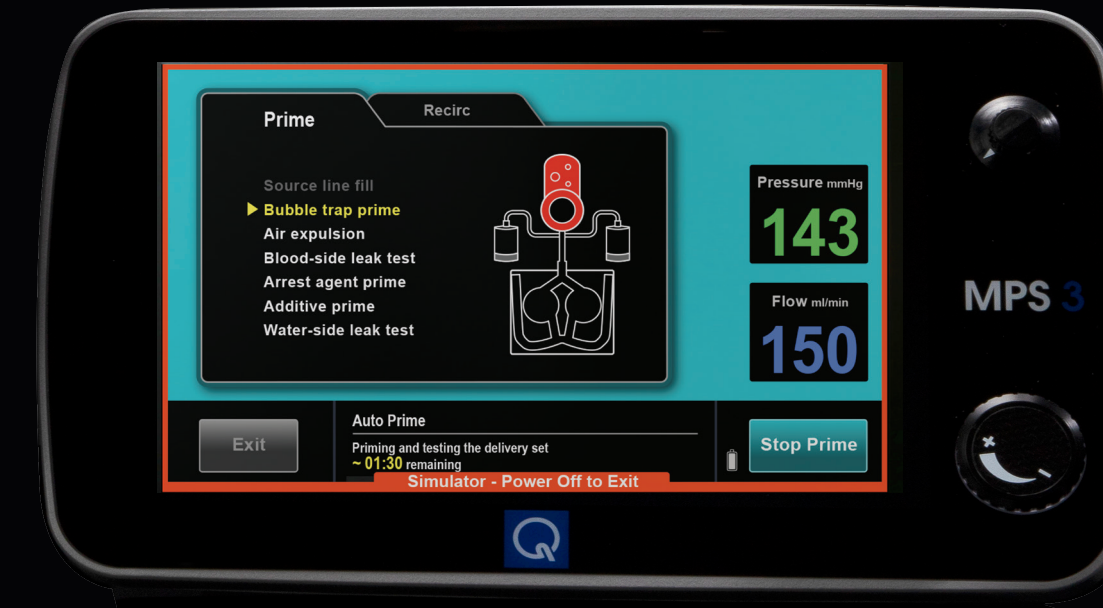 Prime
Recirc
Source line fill
Bubble trap prime
Air expulsion
Blood-side leak test
Arrest agent prime
Additive prime
Water-side leak test
Pressure mmHg
143
Flow ml/min
150
MPS 3
Exit
Auto Prime
Priming and testing the delivery set
~ 01:30 remaining
Stop Prime
Simulator - Power Off to Exit